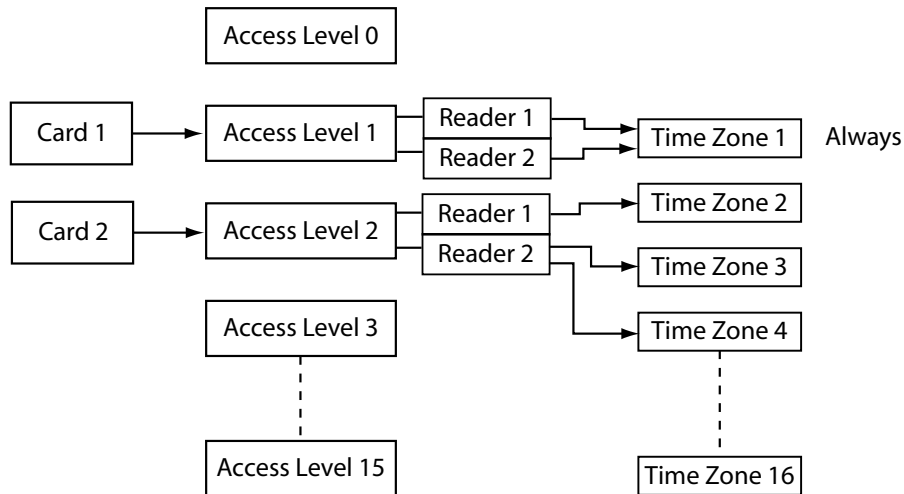 Access Level 0
Card 1
Access Level 1
Reader 1
Reader 2
Time Zone 1
Always
Card 2
Access Level 2
Reader 1
Reader 2
Time Zone 2
Time Zone 3
Access Level 3
Time Zone 4
Access Level 15
Time Zone 16